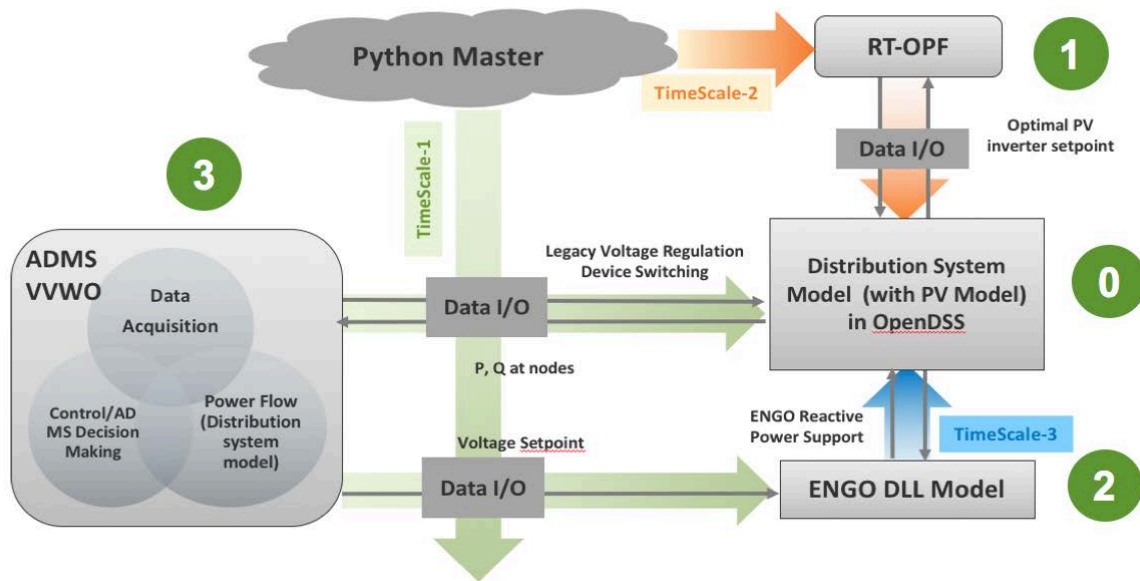 Python Master
TimeScale-2
RT-OPF
1
Data I/O
Optimal PV
inverter setpoint
TimeScale-1
3
ADMS
VVWO
Data
Acquisition
Control/AD
MS Decision
Making
Power Flow
(Distribution
system
model)
Legacy Voltage Regulation
Device Switching
Data I/O
P, Q at nodes
Distribution System
Model (with PV Model)
in OpenDSS
0
Voltage Setpoint
Data I/O
ENGO Reactive
Power Support
TimeScale-3
ENGO DLL Model
2